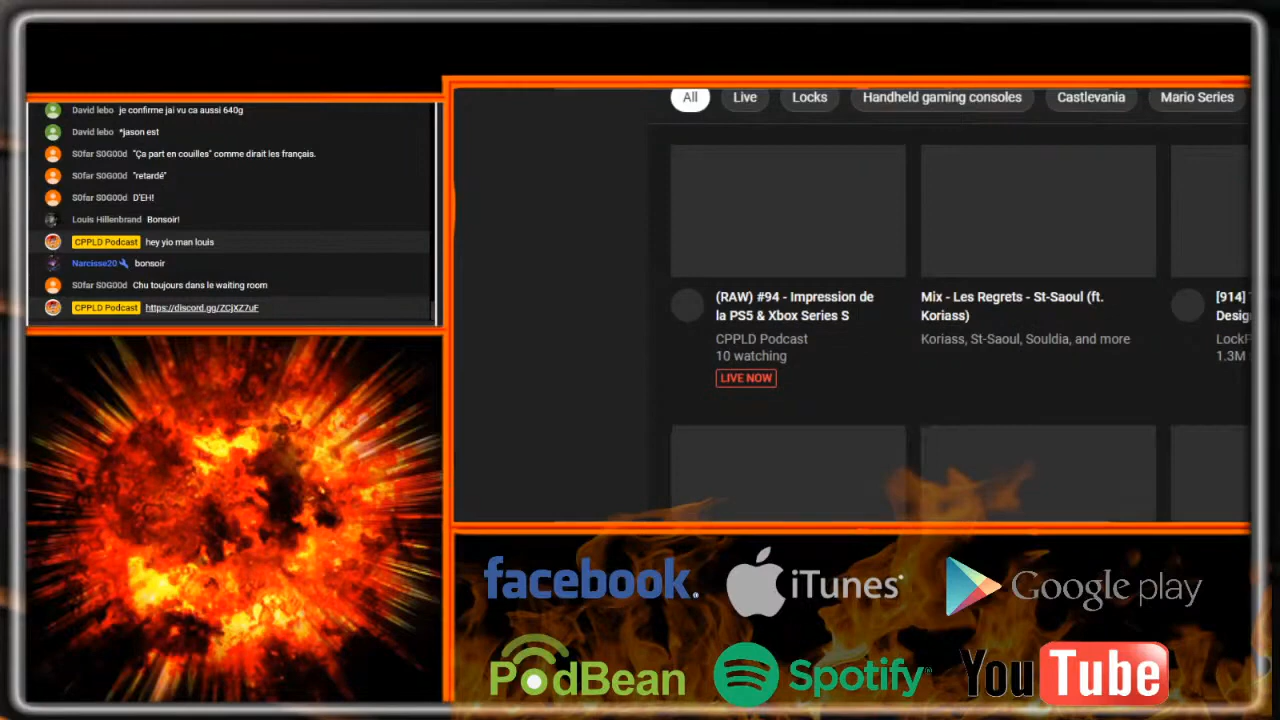 David lebo je confirme jai vu ca aussi 640g
David lebo *jason est
S0far S0G00d "Ça part en couilles" comme dirait les français.
S0far S0G00d "retardé"
S0far S0G00d D'EH!
Louis Hillenbrand Bonsoir!
CPPLD Podcast hey yio man louis
Narcisse20 bonsoir
S0far S0G00d Chu toujours dans le waiting room
CPPLD Podcast https://discord.gg/ZCjXZ7uF
All Live Locks Handheld gaming consoles Castlevania Mario Series
(RAW) #94 - Impression de
la PS5 & Xbox Series S
CPPLD Podcast
10 watching
LIVE NOW
Mix - Les Regrets - St-Saoul (ft.
Koriass)
Koriass, St-Saoul, Souldia, and more
[914]
Desig
LockF
1.3M
facebook.
iTunes
Google play
PodBean
Spotify
YouTube